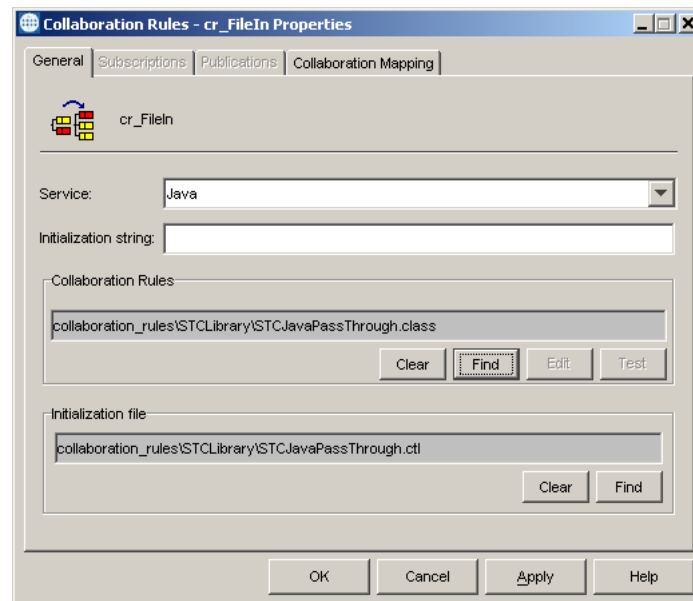 Collaboration Rules - cr_FileIn Properties
General Subscriptions Publications Collaboration Mapping
cr_FileIn
Service: Java
Initialization string:
Collaboration Rules
collaboration_rules\STCLibrary\STCJavaPassThrough.class
Clear Find Edit Test
Initialization file
collaboration_rules\STCLibrary\STCJavaPassThrough.ctl
Clear Find
OK Cancel Apply Help